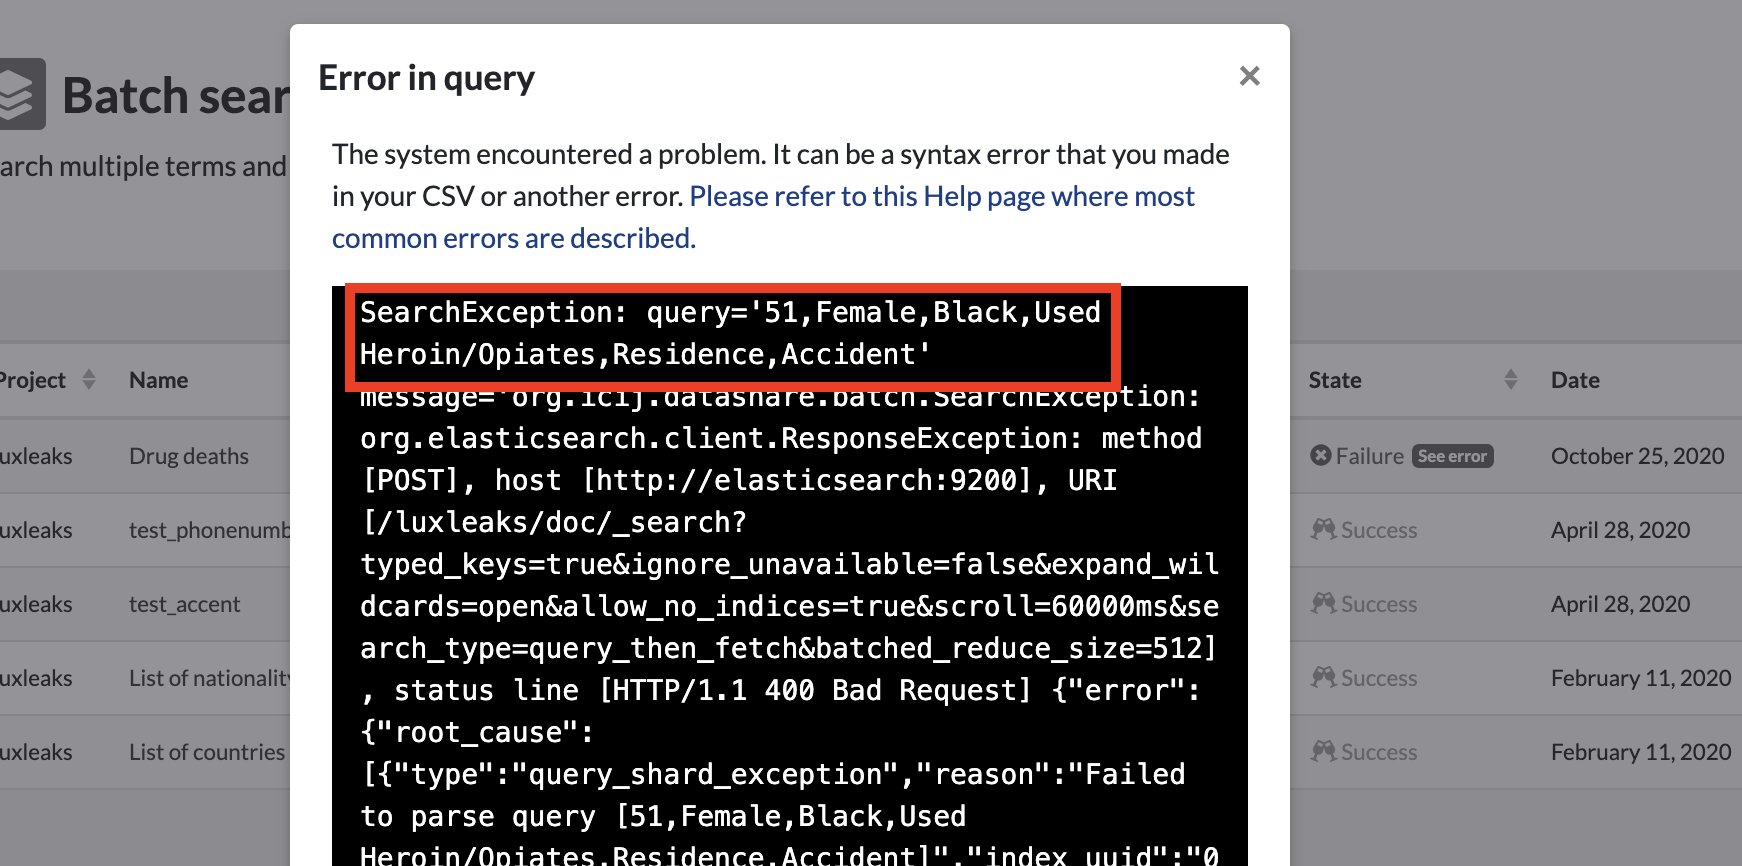 Error in query
×
The system encountered a problem. It can be a syntax error that you made
in your CSV or another error. Please refer to this Help page where most
common errors are described.
SearchException: query='51,Female,Black,Used
Heroin/Opiates,Residence,Accident'
message='org.icij.datashare.batch.SearchException:
org.elasticsearch.client.ResponseException: method
[POST], host [http://elasticsearch:9200], URI
[/luxleaks/doc/_search?
typed_keys=true&ignore_unavailable=false&expand_wil
dcards=open&allow_no_indices=true&scroll=60000ms&se
arch_type=query_then_fetch&batched_reduce_size=512]
, status line [HTTP/1.1 400 Bad Request] {"error":
{"root_cause":
[{"type":"query_shard_exception","reason":"Failed
to parse query [51,Female,Black,Used
Heroin/Opiates,Residence,Accident]","index_uuid":"0
Batch sear
arch multiple terms and
Project Name State Date
uxleaks Drug deaths Failure See error October 25, 2020
uxleaks test_phonenumb Success April 28, 2020
uxleaks test_accent Success April 28, 2020
uxleaks List of nationality Success February 11, 2020
uxleaks List of countries Success February 11, 2020